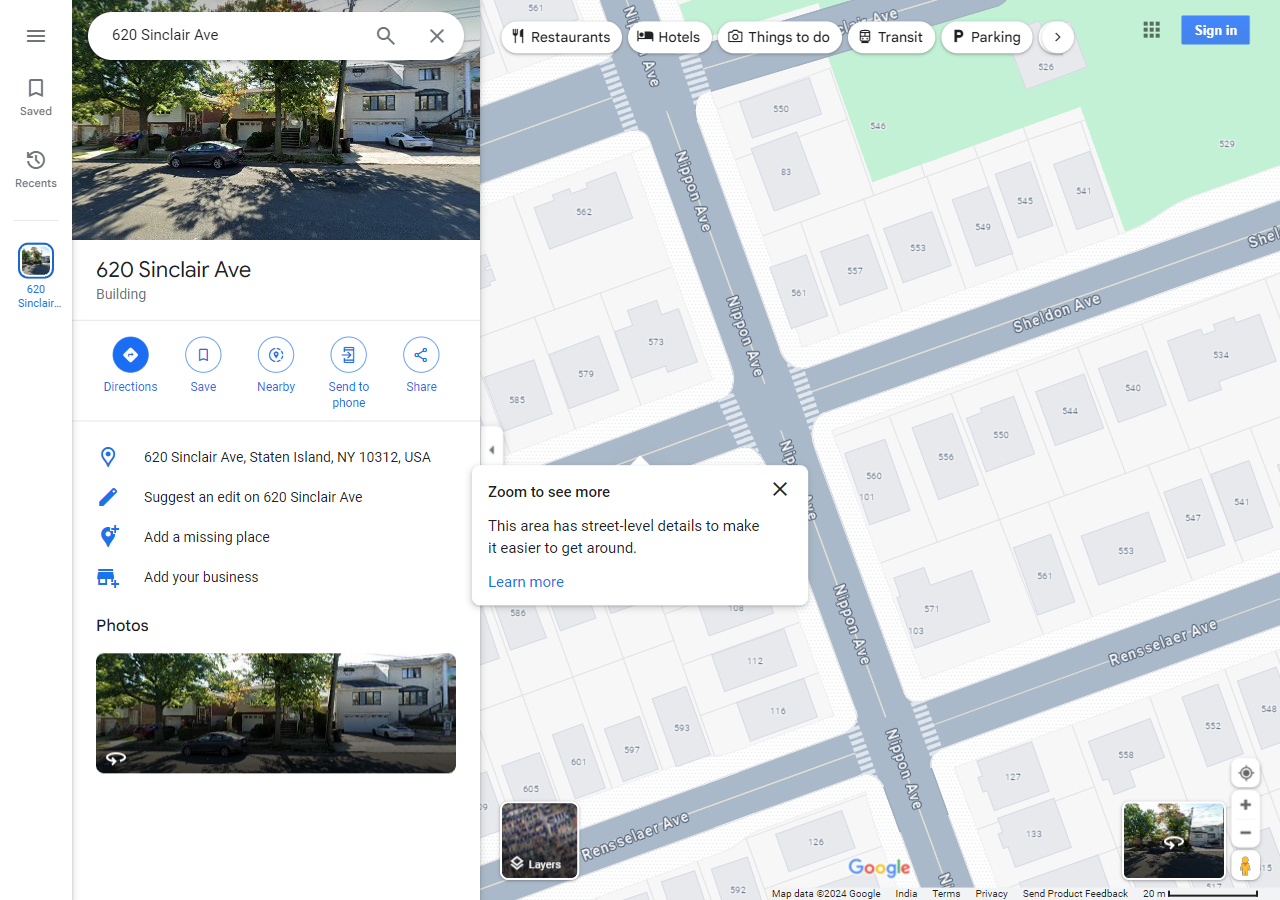 620 Sinclair Ave
Saved
Recents
620
Sinclair...
620 Sinclair Ave
Building
Directions
Save
Nearby
Send to
phone
Share
620 Sinclair Ave, Staten Island, NY 10312, USA
Suggest an edit on 620 Sinclair Ave
Add a missing place
Add your business
Photos
Restaurants
Hotels
Things to do
Transit
Parking
Sign in
Zoom to see more
This area has street-level details to make
it easier to get around.
Learn more
561
526
550
546
529
83
562
541
545
549
553
557
561
573
579
585
534
540
544
550
556
560
101
541
547
553
561
571
103
586
108
112
116
593
597
601
605
548
552
558
127
133
126
592
517
Nippon Ave
Nippon Ave
Nippon Ave
Nippon Ave
Sheldon Ave
Rensselaer Ave
Rensselaer Ave
Layers
Google
Map data ©2024 Google
India
Terms
Privacy
Send Product Feedback
20 m